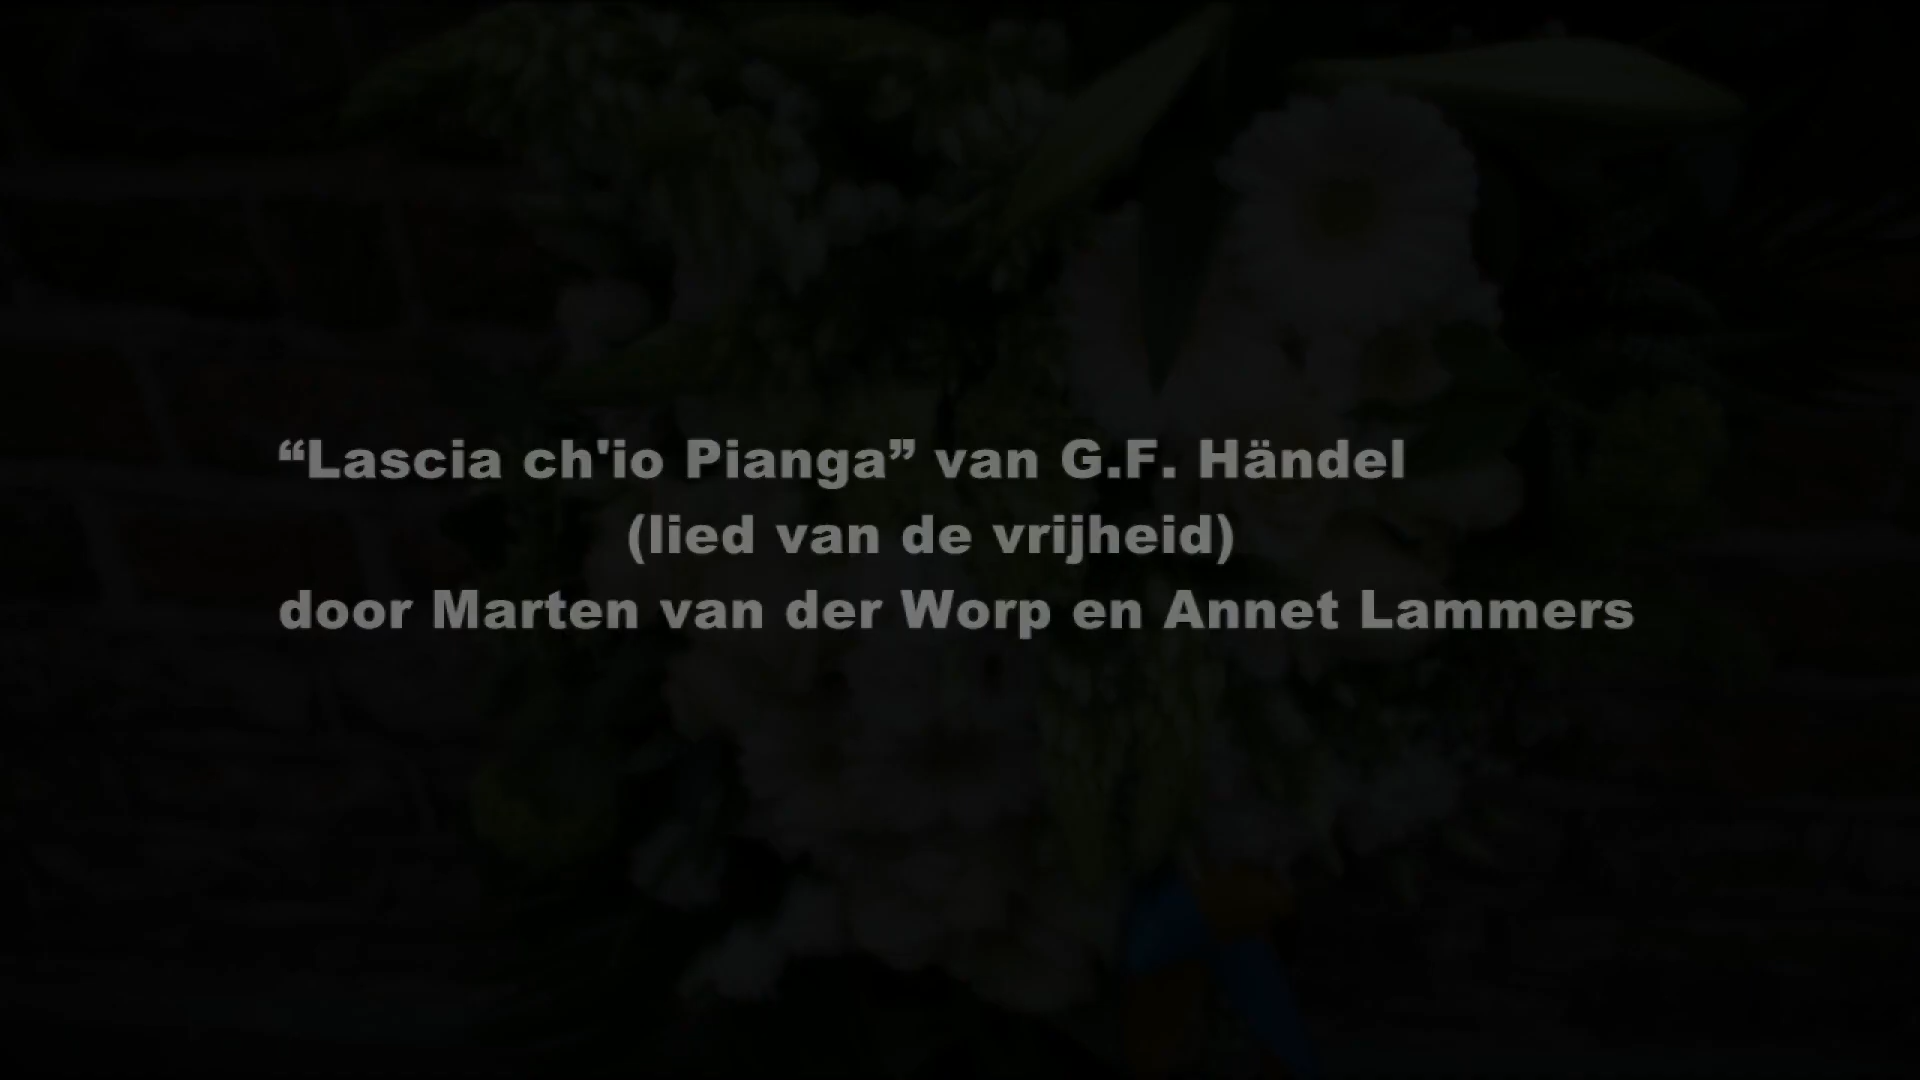 “Lascia ch'io Pianga” van G.F. Händel
(lied van de vrijheid)
door Marten van der Worp en Annet Lammers